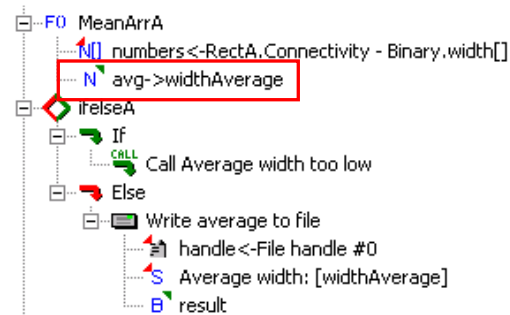 F() MeanArrA
N[] numbers<-RectA.Connectivity - Binary.width[]
N avg->widthAverage
ifelseA
If
CALL Call Average width too low
Else
Write average to file
handle<-File handle #0
S Average width: [widthAverage]
B result